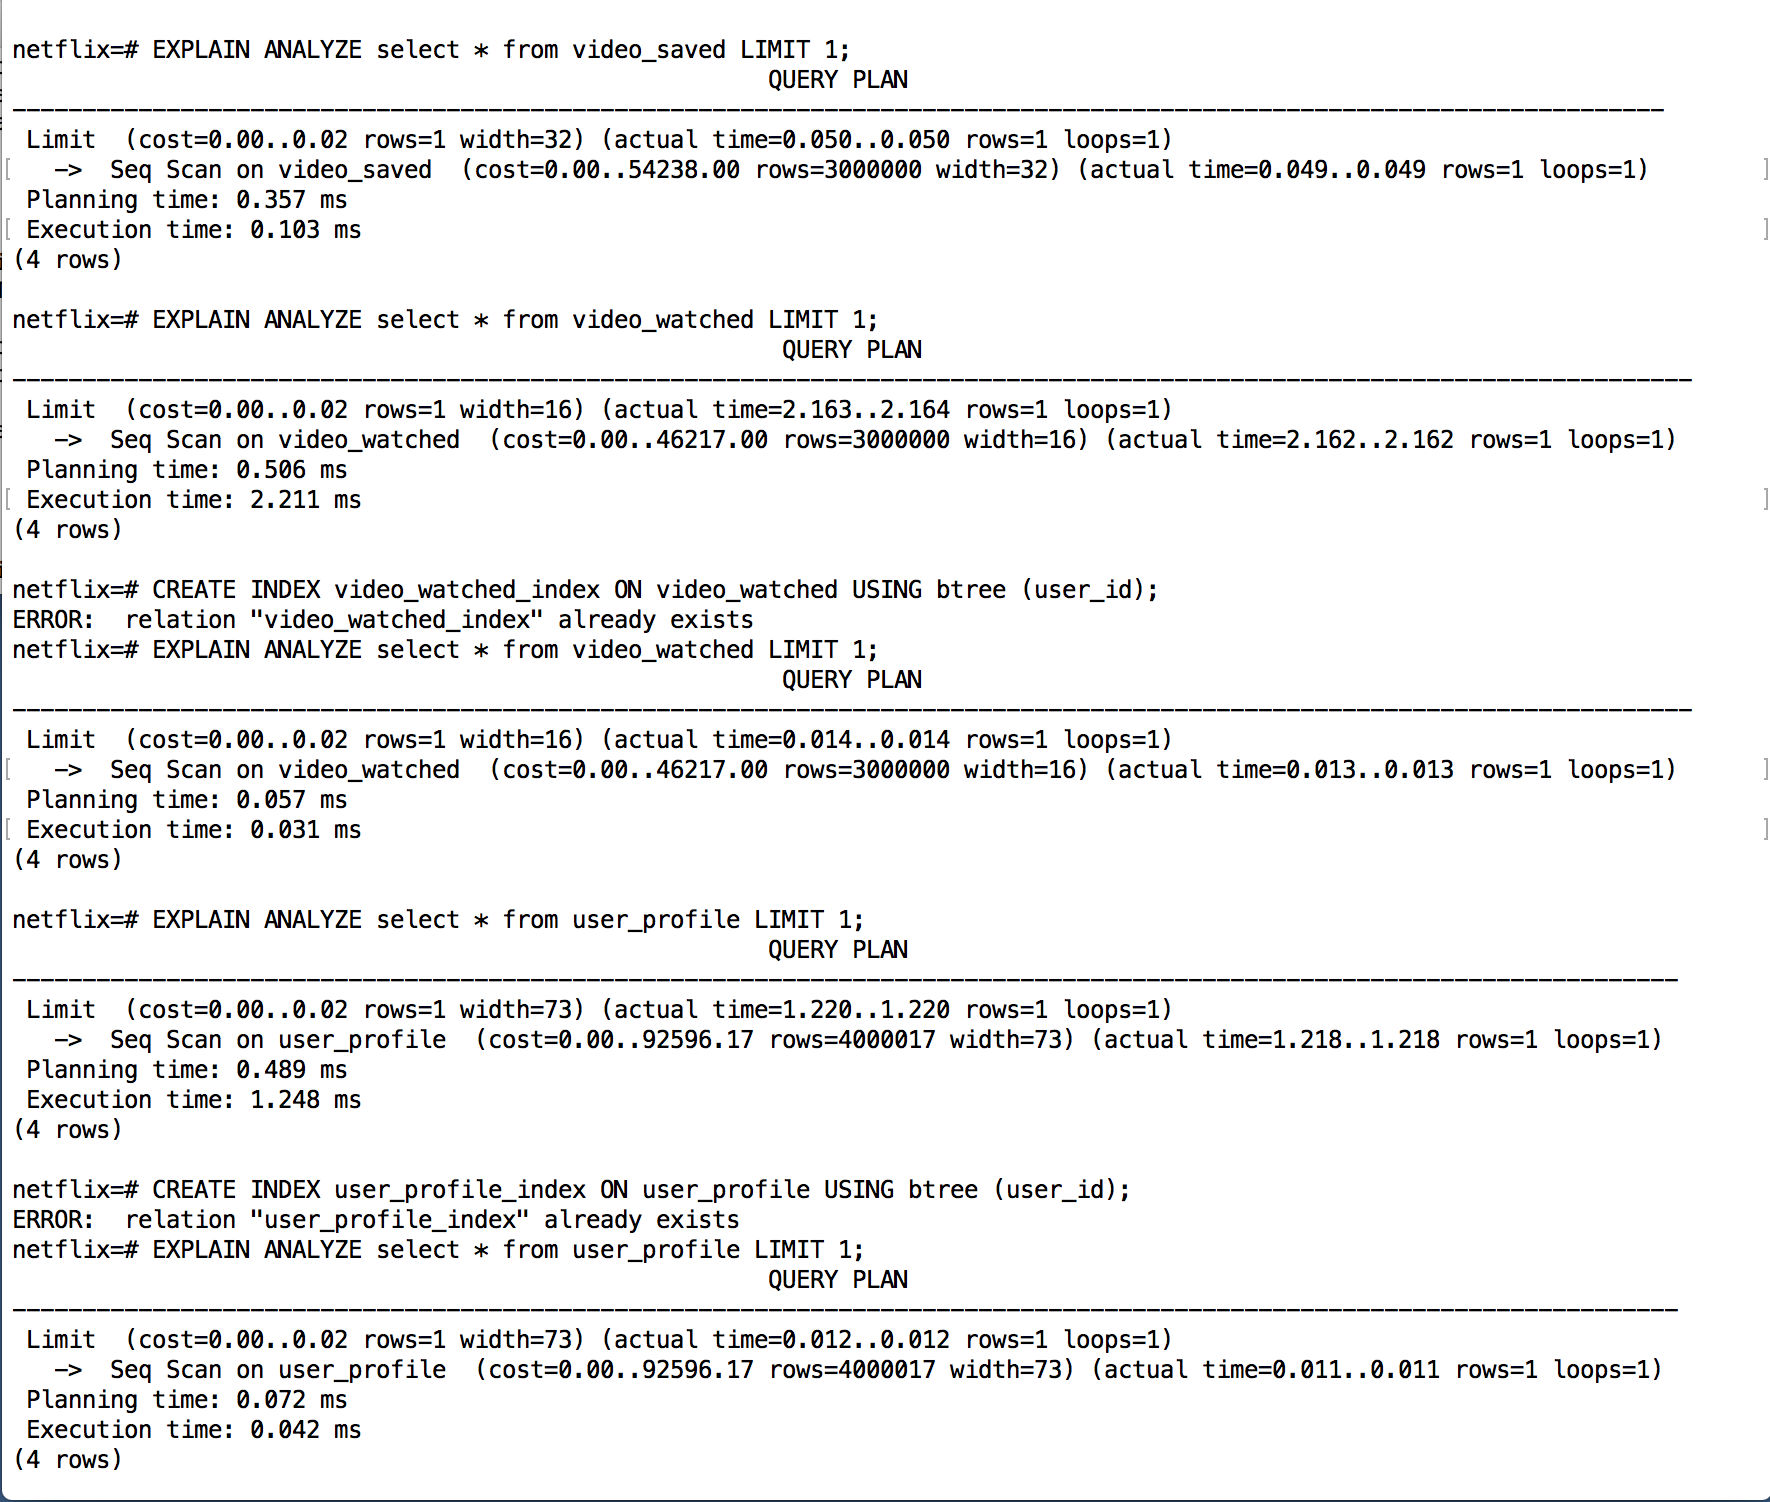 netflix=# EXPLAIN ANALYZE select * from video_saved LIMIT 1;
QUERY PLAN
----------------------------------------------------------------------------------------------------------------------
Limit  (cost=0.00..0.02 rows=1 width=32) (actual time=0.050..0.050 rows=1 loops=1)
[   ->  Seq Scan on video_saved  (cost=0.00..54238.00 rows=3000000 width=32) (actual time=0.049..0.049 rows=1 loops=1)        ]
Planning time: 0.357 ms
[ Execution time: 0.103 ms        ]
(4 rows)
netflix=# EXPLAIN ANALYZE select * from video_watched LIMIT 1;
QUERY PLAN
------------------------------------------------------------------------------------------------------------------------
Limit  (cost=0.00..0.02 rows=1 width=16) (actual time=2.163..2.164 rows=1 loops=1)
->  Seq Scan on video_watched  (cost=0.00..46217.00 rows=3000000 width=16) (actual time=2.162..2.162 rows=1 loops=1)
Planning time: 0.506 ms
[ Execution time: 2.211 ms        ]
(4 rows)
netflix=# CREATE INDEX video_watched_index ON video_watched USING btree (user_id);
ERROR:  relation "video_watched_index" already exists
netflix=# EXPLAIN ANALYZE select * from video_watched LIMIT 1;
QUERY PLAN
------------------------------------------------------------------------------------------------------------------------
Limit  (cost=0.00..0.02 rows=1 width=16) (actual time=0.014..0.014 rows=1 loops=1)
[   ->  Seq Scan on video_watched  (cost=0.00..46217.00 rows=3000000 width=16) (actual time=0.013..0.013 rows=1 loops=1)      ]
Planning time: 0.057 ms
[ Execution time: 0.031 ms        ]
(4 rows)
netflix=# EXPLAIN ANALYZE select * from user_profile LIMIT 1;
QUERY PLAN
-----------------------------------------------------------------------------------------------------------------------
Limit  (cost=0.00..0.02 rows=1 width=73) (actual time=1.220..1.220 rows=1 loops=1)
->  Seq Scan on user_profile  (cost=0.00..92596.17 rows=4000017 width=73) (actual time=1.218..1.218 rows=1 loops=1)
Planning time: 0.489 ms
Execution time: 1.248 ms
(4 rows)
netflix=# CREATE INDEX user_profile_index ON user_profile USING btree (user_id);
ERROR:  relation "user_profile_index" already exists
netflix=# EXPLAIN ANALYZE select * from user_profile LIMIT 1;
QUERY PLAN
-----------------------------------------------------------------------------------------------------------------------
Limit  (cost=0.00..0.02 rows=1 width=73) (actual time=0.012..0.012 rows=1 loops=1)
->  Seq Scan on user_profile  (cost=0.00..92596.17 rows=4000017 width=73) (actual time=0.011..0.011 rows=1 loops=1)
Planning time: 0.072 ms
Execution time: 0.042 ms
(4 rows)